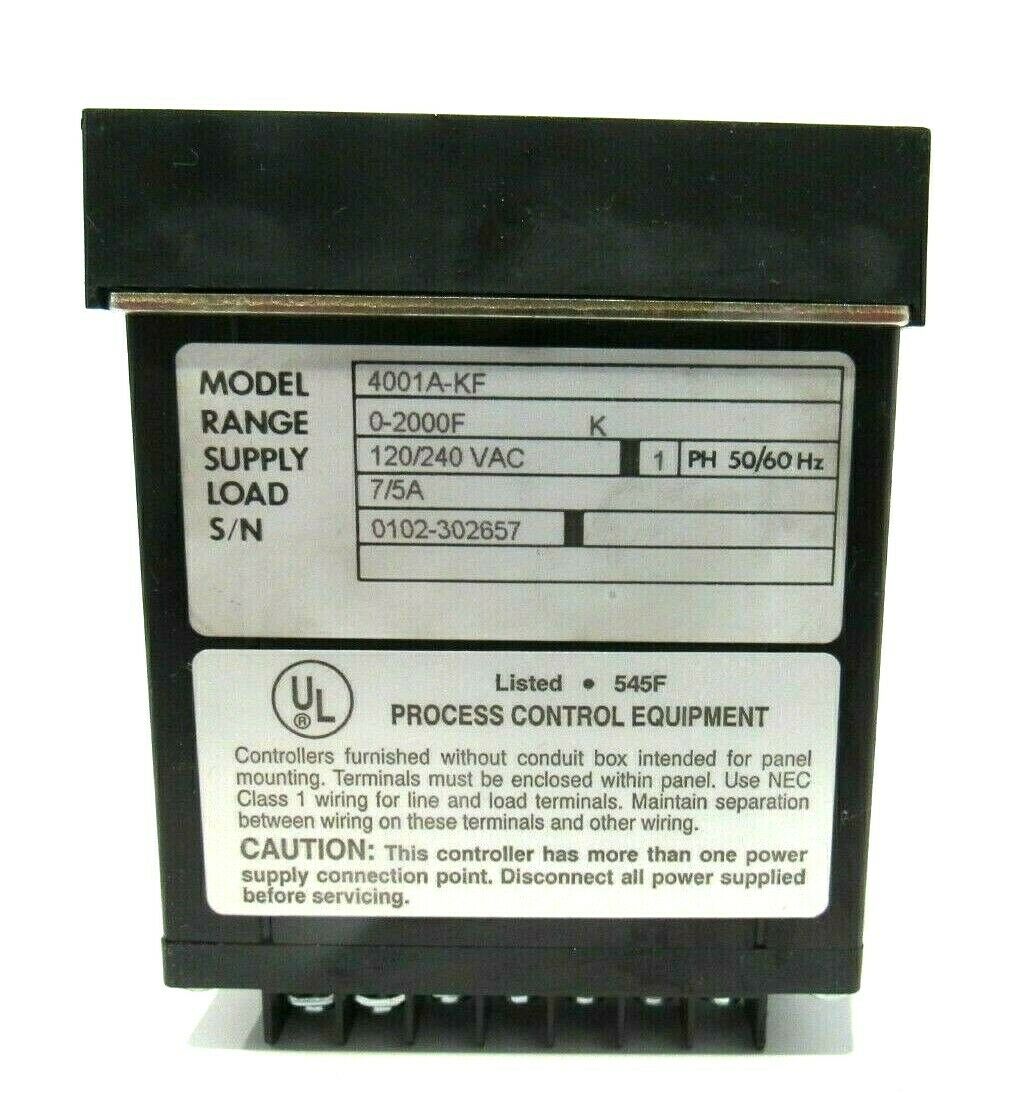 MODEL 4001A-KF
RANGE 0-2000F K
SUPPLY 120/240 VAC 1 PH 50/60 Hz
LOAD 7/5A
S/N 0102-302657
UL ®
Listed • 545F
PROCESS CONTROL EQUIPMENT
Controllers furnished without conduit box intended for panel
mounting. Terminals must be enclosed within panel. Use NEC
Class 1 wiring for line and load terminals. Maintain separation
between wiring on these terminals and other wiring.
CAUTION: This controller has more than one power
supply connection point. Disconnect all power supplied
before servicing.